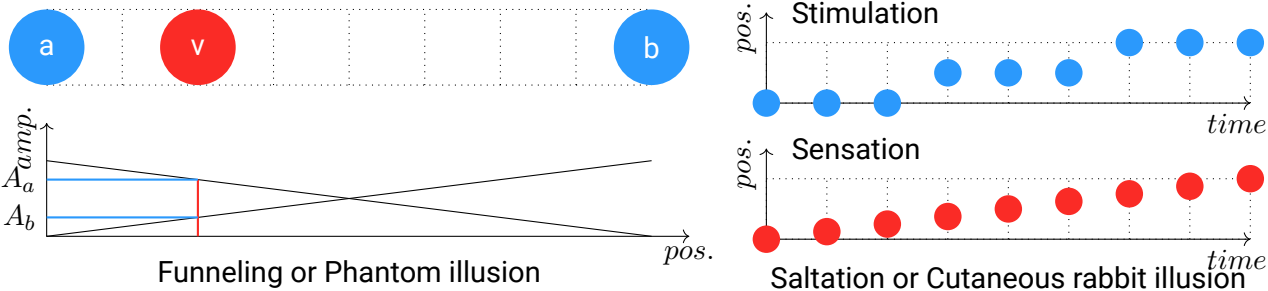 a
v
b
amp.
A_a
A_b
pos.
Funneling or Phantom illusion
Stimulation
pos.
time
Sensation
pos.
time
Saltation or Cutaneous rabbit illusion